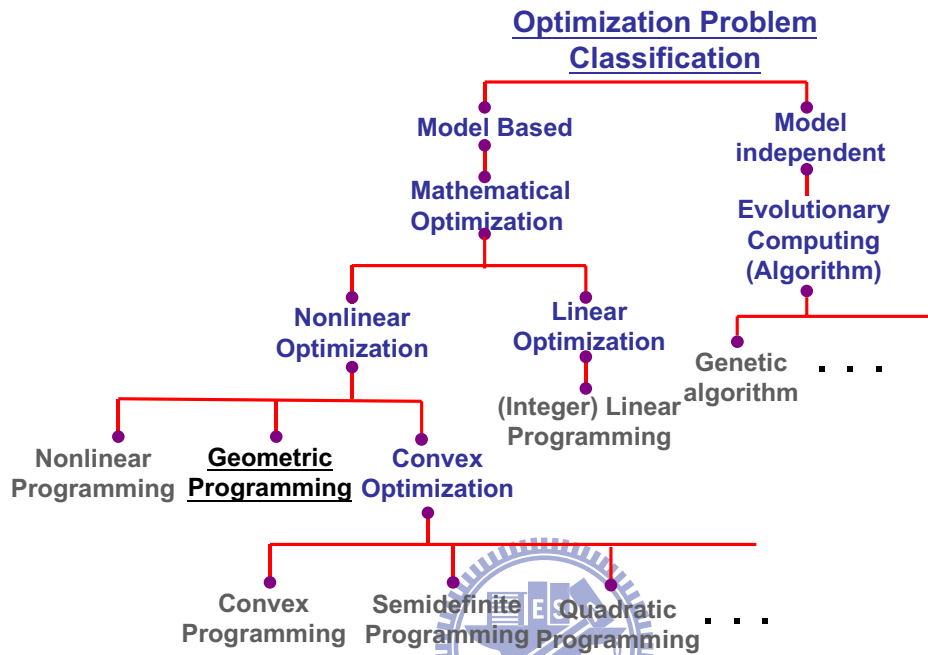 Optimization Problem
Classification
Model Based
Model
independent
Mathematical
Optimization
Evolutionary
Computing
(Algorithm)
Nonlinear
Optimization
Linear
Optimization
Genetic
algorithm
. . .
(Integer) Linear
Programming
Nonlinear
Programming
Geometric
Programming
Convex
Optimization
Convex
Programming
Semidefinite
Programming
Quadratic
Programming
. . .
E S